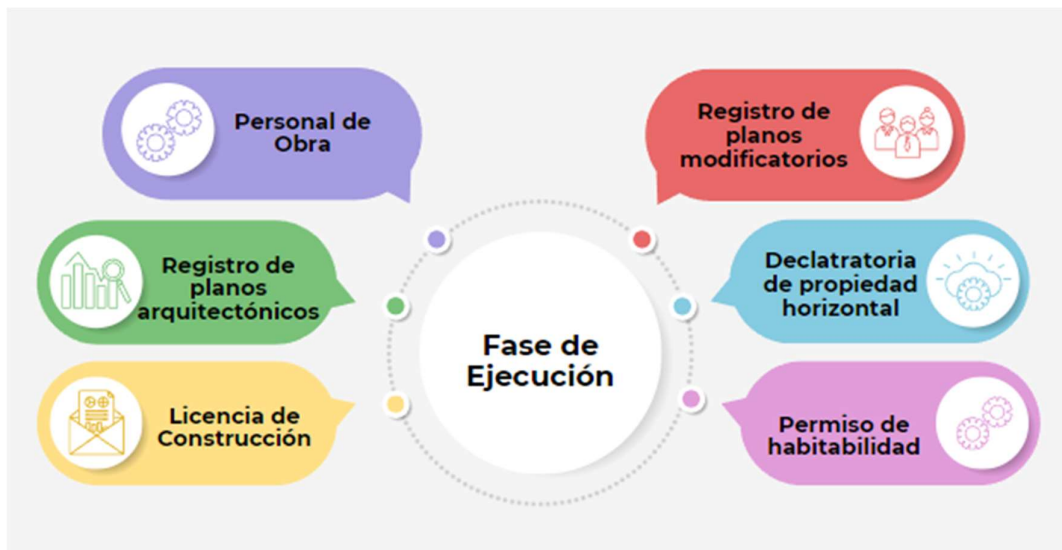 Personal de
Obra
Registro de
planos
arquitectónicos
Licencia de
Construcción
Fase de
Ejecución
Registro de
planos
modificatorios
Declatratoria
de propiedad
horizontal
Permiso de
habitabilidad